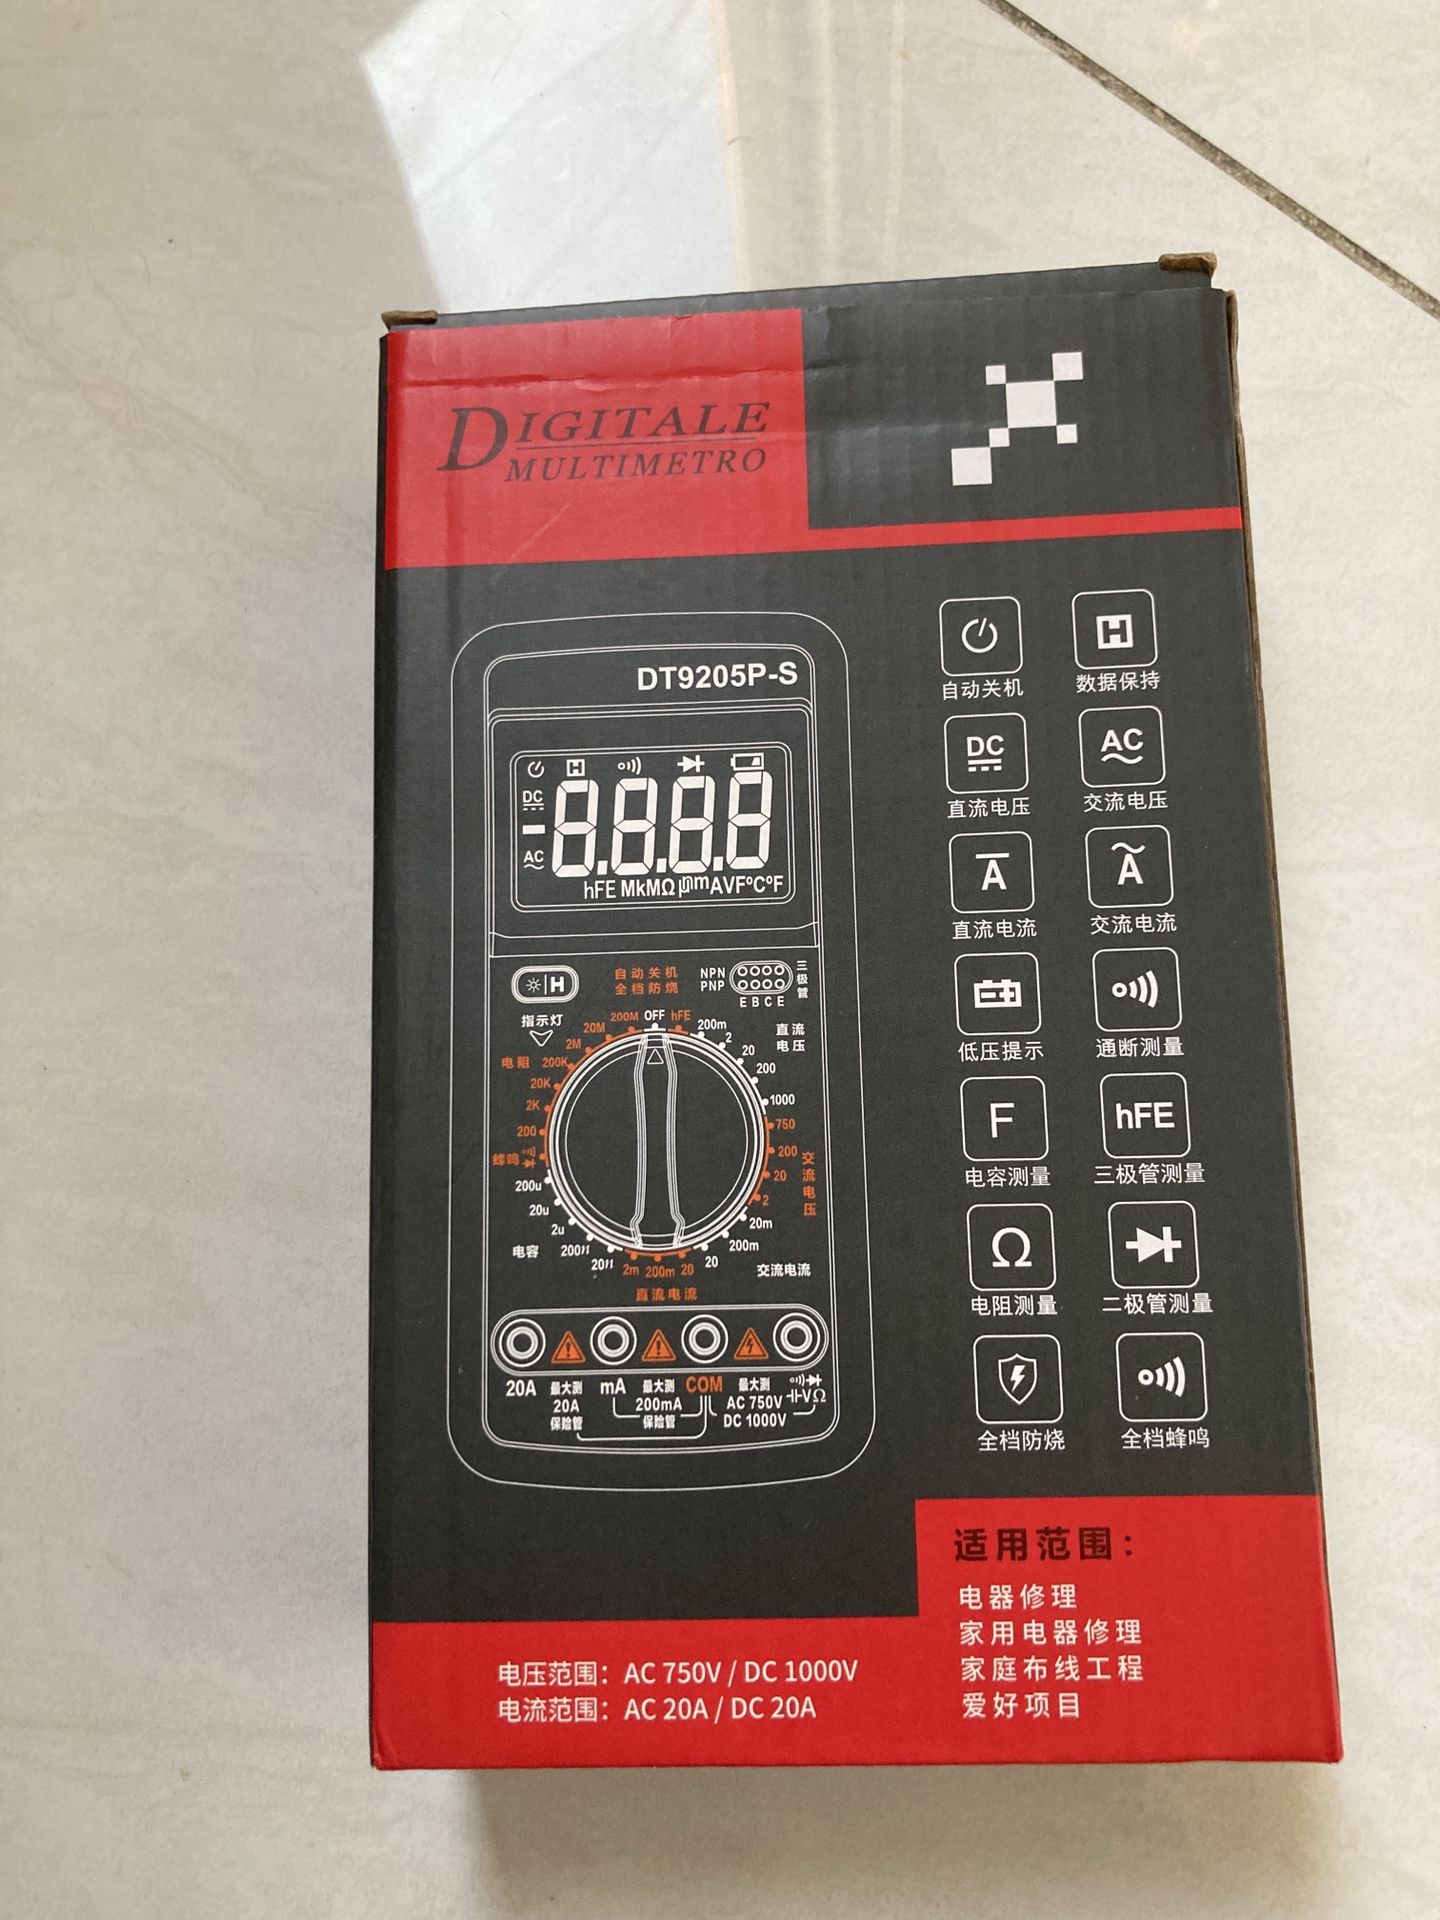 DIGITALE
MULTIMETRO
DT9205P-S
DC
AC
8.8.8.8
hFE MkMΩ µnmAVF°C°F
H
自动关机
全档防烧
NPN
PNP
E B C E
三极管
指示灯
电阻
200M
20M
2M
200K
20K
2K
200
蜂鸣
OFF
hFE
200m
2
20
200
1000
直流
电压
750
200
20
2
交流电压
20m
200m
20
交流电流
20
200m
2m
直流电流
200u
20u
2u
200n
20n
电容
20A
最大测
20A
保险管
mA
最大测
200mA
保险管
COM
最大测
AC 750V
DC 1000V
VΩ
自动关机
H
数据保持
DC
直流电压
AC
交流电压
A
直流电流
A
交流电流
低压提示
通断测量
F
电容测量
hFE
三极管测量
Ω
电阻测量
二极管测量
全档防烧
全档蜂鸣
适用范围：
电器修理
家用电器修理
家庭布线工程
爱好项目
电压范围：AC 750V / DC 1000V
电流范围：AC 20A / DC 20A